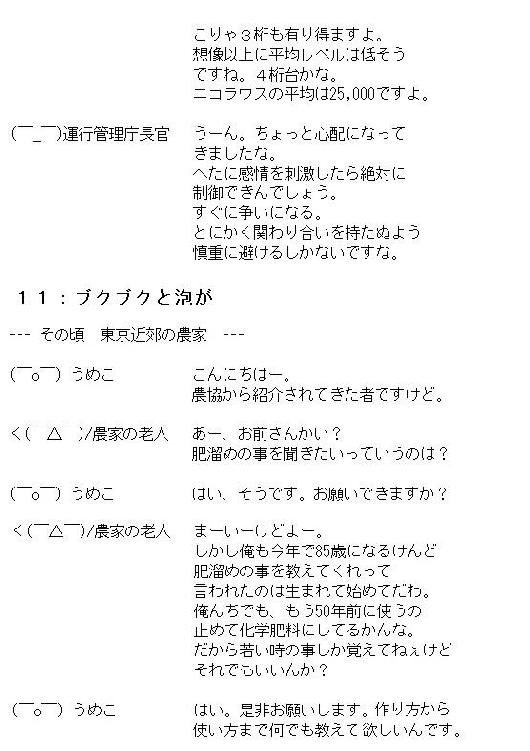 こりゃ３桁も有り得ますよ。
想像以上に平均レベルは低そう
ですね。４桁台かな。
ニコラウスの平均は25,000ですよ。
(￣_￣)運行管理庁長官 うーん。ちょっと心配になって
きましたな。
へたに感情を刺激したら絶対に
制御できんでしょう。
すぐに争いになる。
とにかく関わり合いを持たぬよう
慎重に避けるしかないですな。
１１：ブクブクと泡が
--- その頃　東京近郊の農家　---
(￣o￣) うめこ こんにちはー。
農協から紹介されてきた者ですけど。
<(　△　)/農家の老人 あー、お前さんかい？
肥溜めの事を聞きたいっていうのは？
(￣o￣) うめこ はい、そうです。お願いできますか？
<(￣△￣)/農家の老人 まーいーしどよー。
しかし俺も今年で85歳になるけんど
肥溜めの事を教えてくれって
言われたのは生まれて始めてだわ。
俺んちでも、もう50年前に使うの
止めて化学肥料にしてるかんな。
だから若い時の事しか覚えてねぇけど
それでもいいんか？
(￣o￣) うめこ はい。是非お願いします。作り方から
使い方まで何でも教えて欲しいんです。